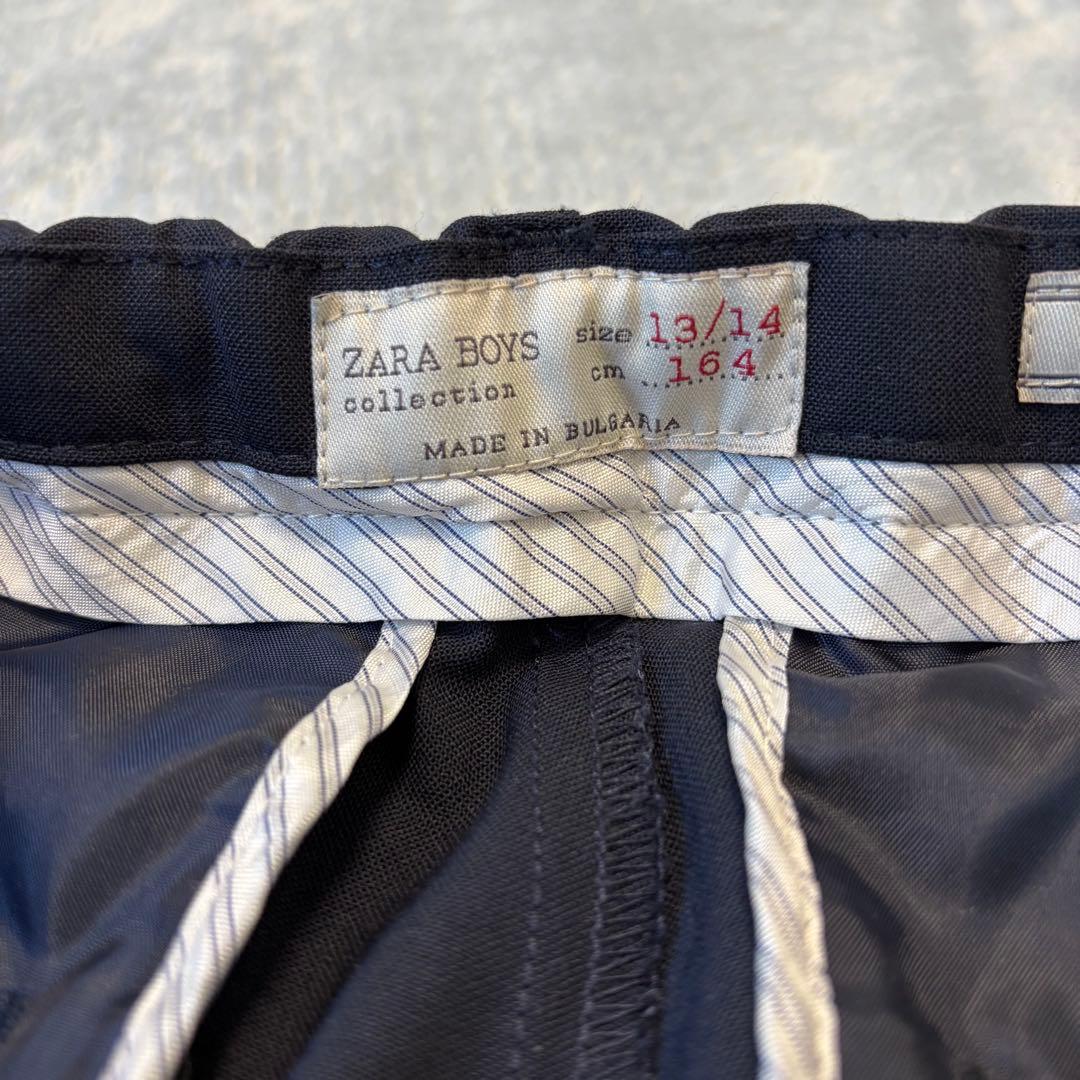 ZARA BOYS size 13/14
collection cm 164
MADE IN BULGARIA